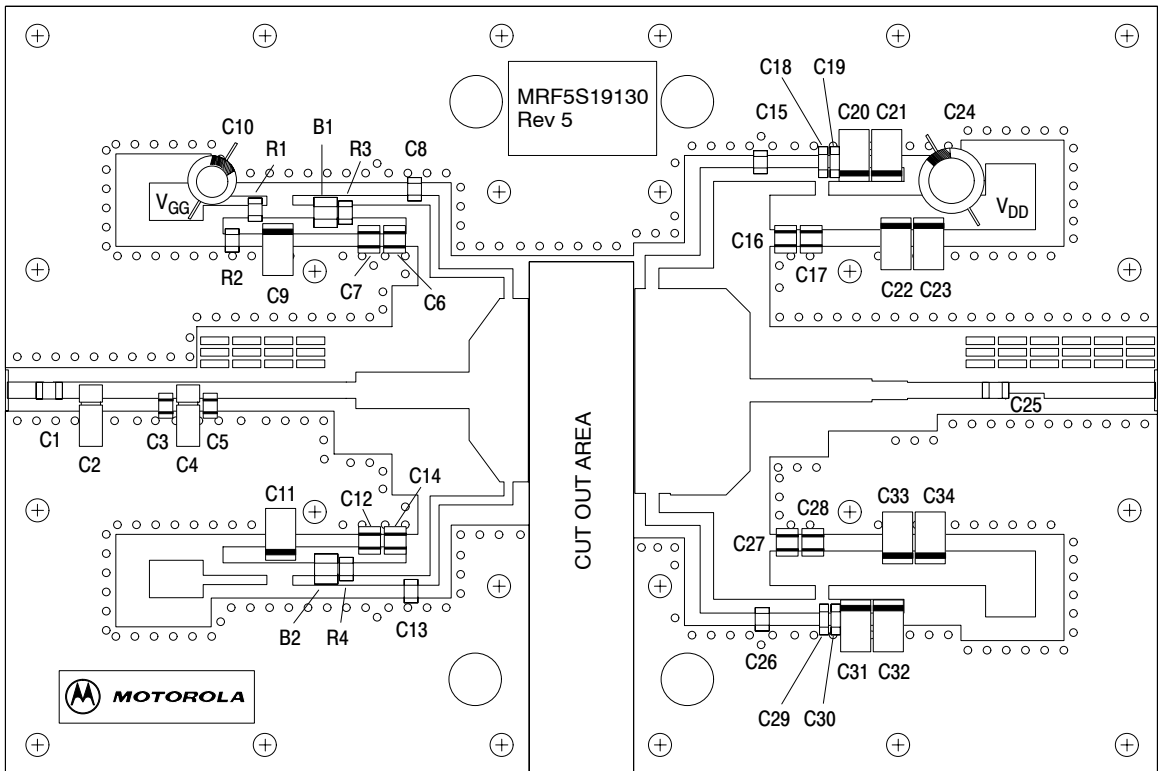 MRF5S19130
Rev 5
C18 C19
C15 C20 C21 C24
C10 R1 B1 R3 C8
VGG
VDD
R2 C9 C7 C6
C16 C17 C22 C23
C1 C2 C3 C4 C5
C25
CUT OUT AREA
C11 C12 C14
C28 C33 C34
C27
B2 R4 C13
C26 C31 C32
C29 C30
MOTOROLA